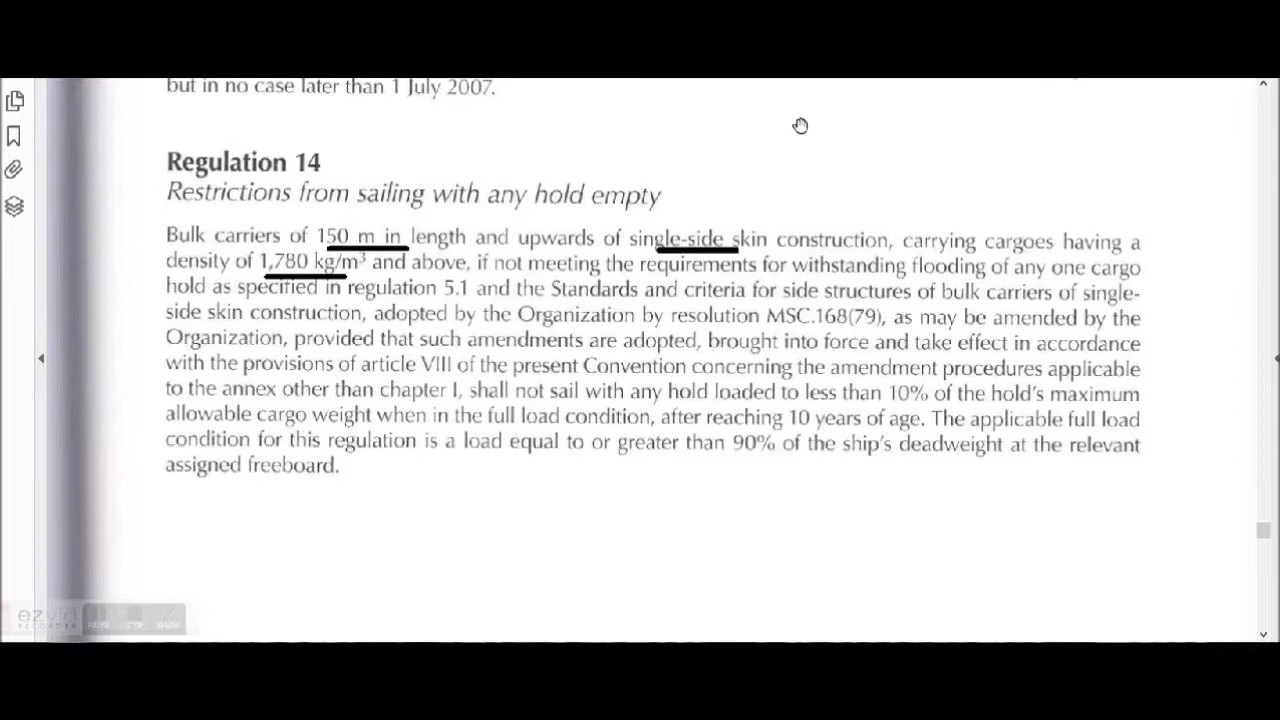 but in no case later than 1 July 2007.
Regulation 14
Restrictions from sailing with any hold empty
Bulk carriers of 150 m in length and upwards of single-side skin construction, carrying cargoes having a
density of 1,780 kg/m³ and above, if not meeting the requirements for withstanding flooding of any one cargo
hold as specified in regulation 5.1 and the Standards and criteria for side structures of bulk carriers of single-
side skin construction, adopted by the Organization by resolution MSC.168(79), as may be amended by the
Organization, provided that such amendments are adopted, brought into force and take effect in accordance
with the provisions of article VIII of the present Convention concerning the amendment procedures applicable
to the annex other than chapter I, shall not sail with any hold loaded to less than 10% of the hold's maximum
allowable cargo weight when in the full load condition, after reaching 10 years of age. The applicable full load
condition for this regulation is a load equal to or greater than 90% of the ship's deadweight at the relevant
assigned freeboard.
ezvid
RECORDER
PAUSE STOP DRAW